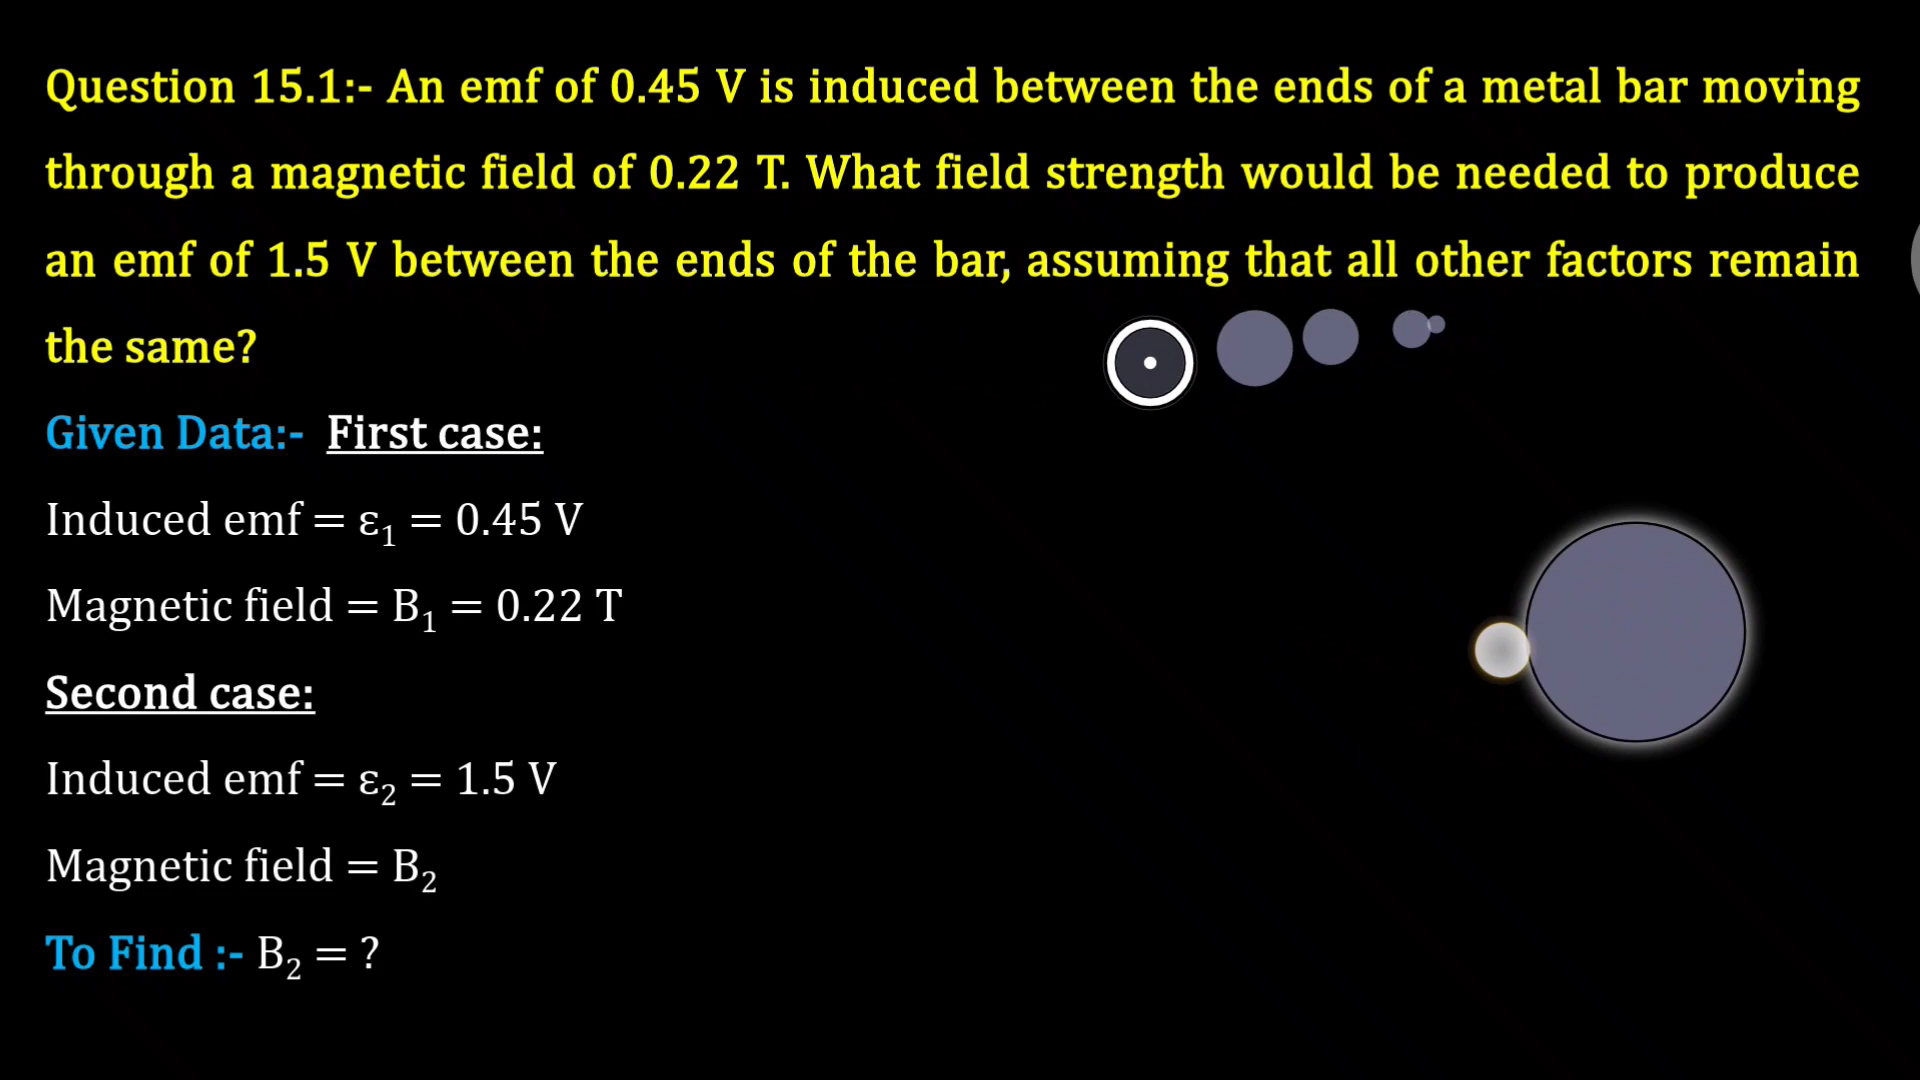 Question 15.1:- An emf of 0.45 V is induced between the ends of a metal bar moving
through a magnetic field of 0.22 T. What field strength would be needed to produce
an emf of 1.5 V between the ends of the bar, assuming that all other factors remain
the same?
Given Data:- First case:
Induced emf = ε₁ = 0.45 V
Magnetic field = B₁ = 0.22 T
Second case:
Induced emf = ε₂ = 1.5 V
Magnetic field = B₂
To Find :- B₂ = ?